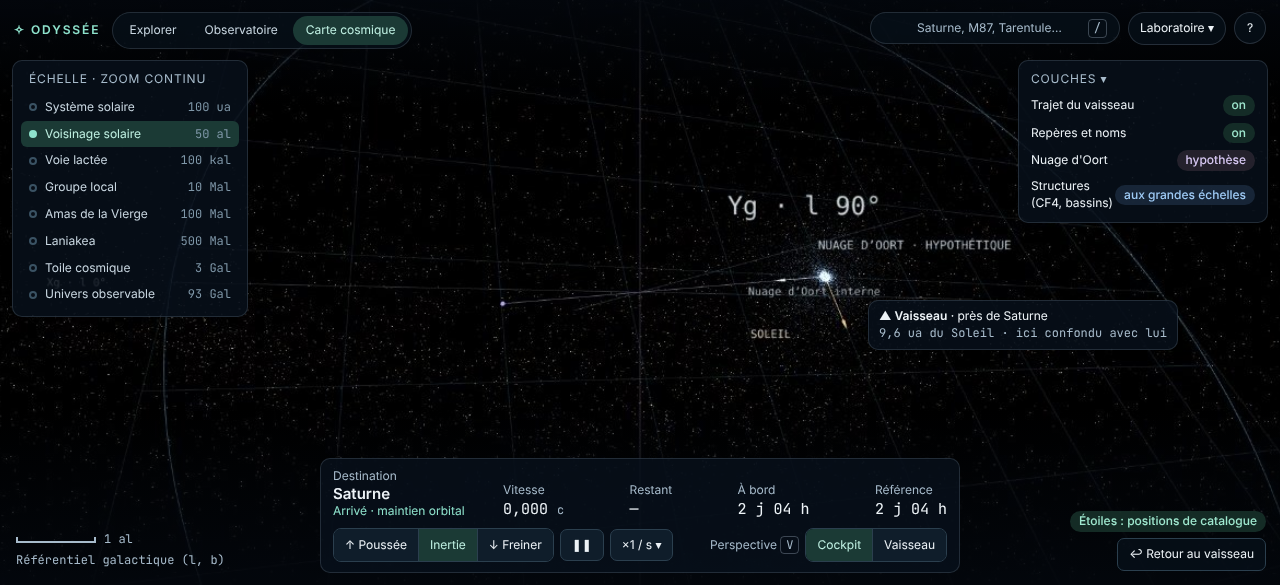 ✧ ODYSSÉE
Explorer
Observatoire
Carte cosmique
Saturne, M87, Tarentule...
/
Laboratoire ▾
?
ÉCHELLE · ZOOM CONTINU
Système solaire 100 ua
Voisinage solaire 50 al
Voie lactée 100 kal
Groupe local 10 Mal
Amas de la Vierge 100 Mal
Laniakea 500 Mal
Toile cosmique 3 Gal
Xg · l 0°
Univers observable 93 Gal
COUCHES ▾
Trajet du vaisseau on
Repères et noms on
Nuage d'Oort hypothèse
Structures
(CF4, bassins) aux grandes échelles
Yg · l 90°
NUAGE D’OORT · HYPOTHÉTIQUE
Nuage d’Oort interne
SOLEIL
▲ Vaisseau · près de Saturne
9,6 ua du Soleil · ici confondu avec lui
Destination
Saturne
Arrivé · maintien orbital
Vitesse
0,000 c
Restant
—
À bord
2 j 04 h
Référence
2 j 04 h
↑ Poussée
Inertie
↓ Freiner
❚❚
×1 / s ▾
Perspective V
Cockpit
Vaisseau
1 al
Référentiel galactique (l, b)
Étoiles : positions de catalogue
↩ Retour au vaisseau